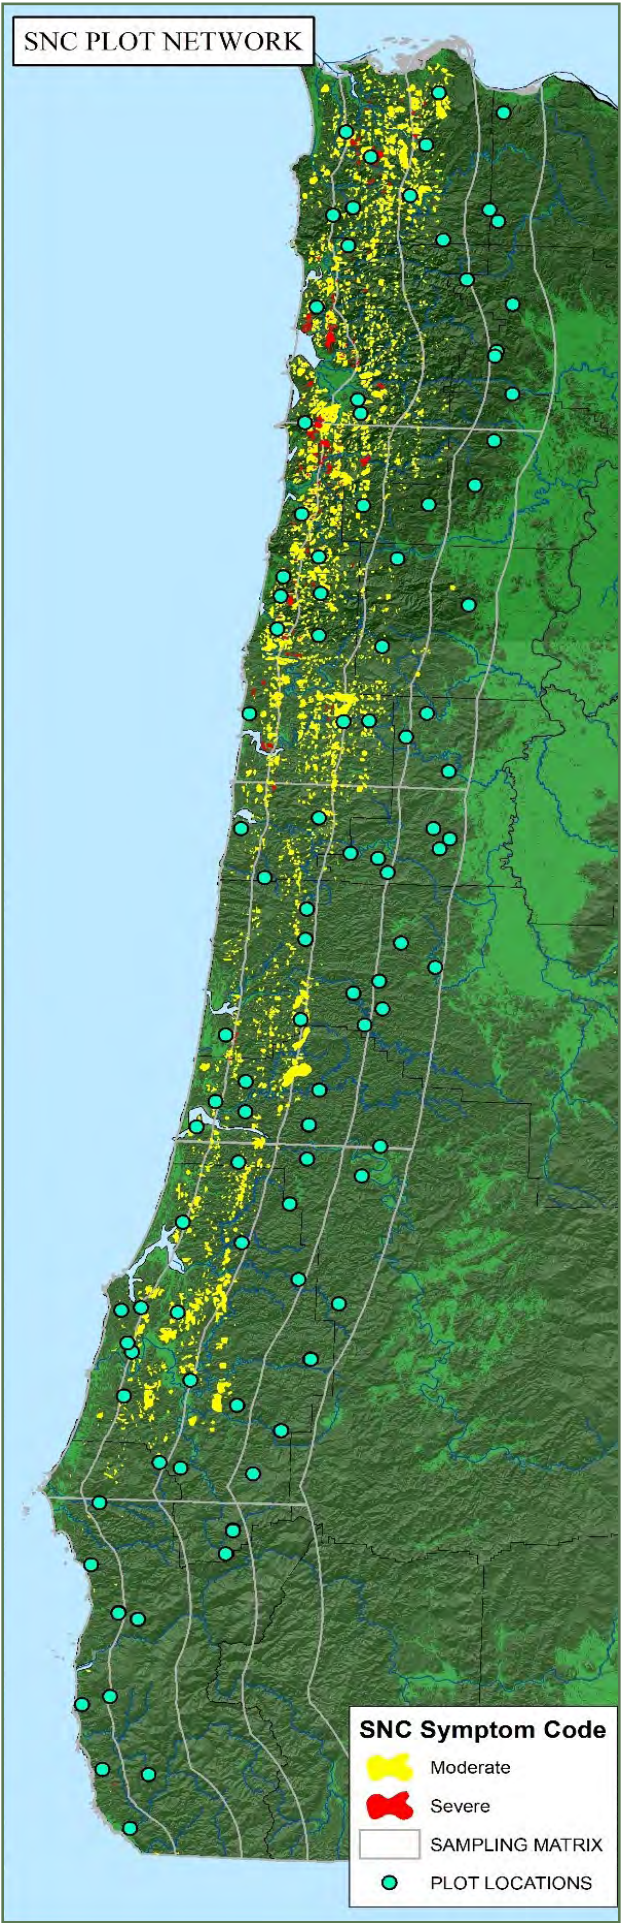 SNC PLOT NETWORK
SNC Symptom Code
Moderate
Severe
SAMPLING MATRIX
PLOT LOCATIONS